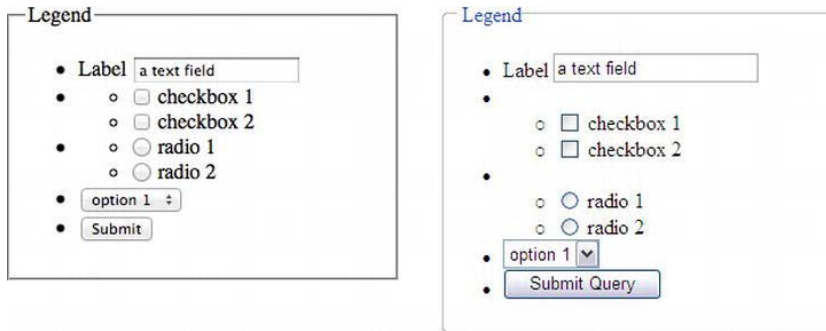 Legend
Label a text field
checkbox 1
checkbox 2
radio 1
radio 2
option 1
Submit
Legend
Label a text field
checkbox 1
checkbox 2
radio 1
radio 2
option 1
Submit Query